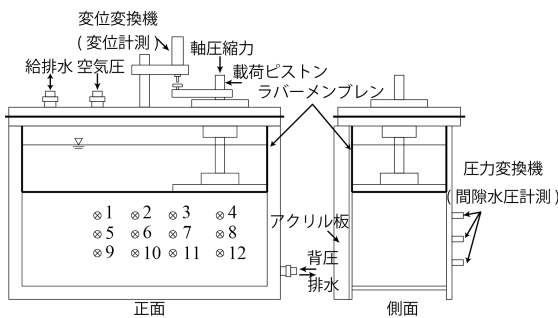 変位変換機
(変位計測)
軸圧縮力
給排水 空気圧
載荷ピストン
ラバーメンブレン
圧力変換機
(間隙水圧計測)
1 2 3 4
5 6 7 8
9 10 11 12
アクリル板
背圧
排水
正面
側面